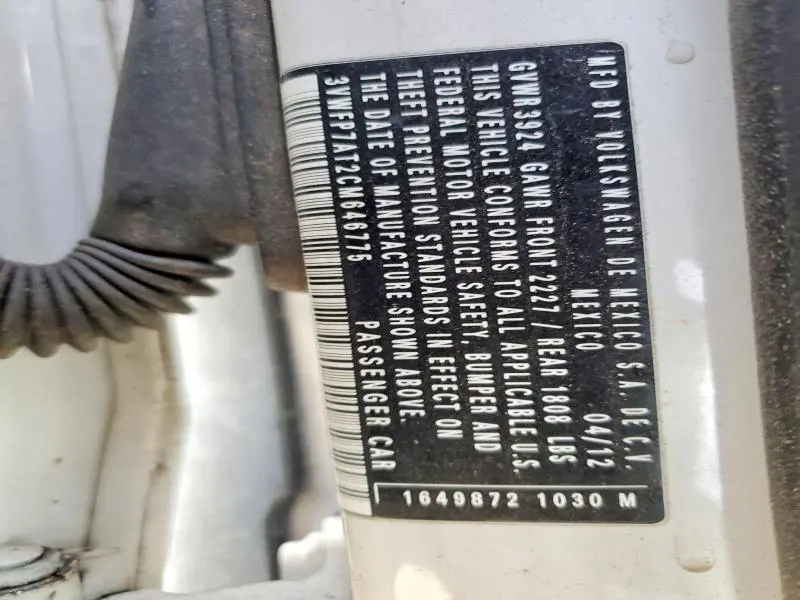 MFD BY VOLKSWAGEN DE MEXICO S.A. DE C.V.
MEXICO 04/12
GVWR3924 GAWR FRONT 2227 / REAR 1808 LBS
THIS VEHICLE CONFORMS TO ALL APPLICABLE U.S
FEDERAL MOTOR VEHICLE SAFETY, BUMPER AND
THEFT PREVENTION STANDARDS IN EFFECT ON
THE DATE OF MANUFACTURE SHOWN ABOVE
3VWFP7AT2CM646775 PASSENGER CAR
1649872 1030 M